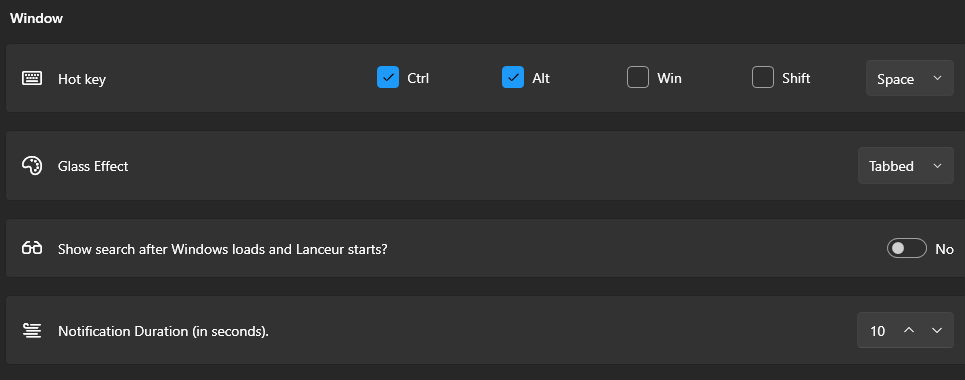 Window
Hot key Ctrl Alt Win Shift Space
Glass Effect Tabbed
Show search after Windows loads and Lanceur starts? No
Notification Duration (in seconds). 10